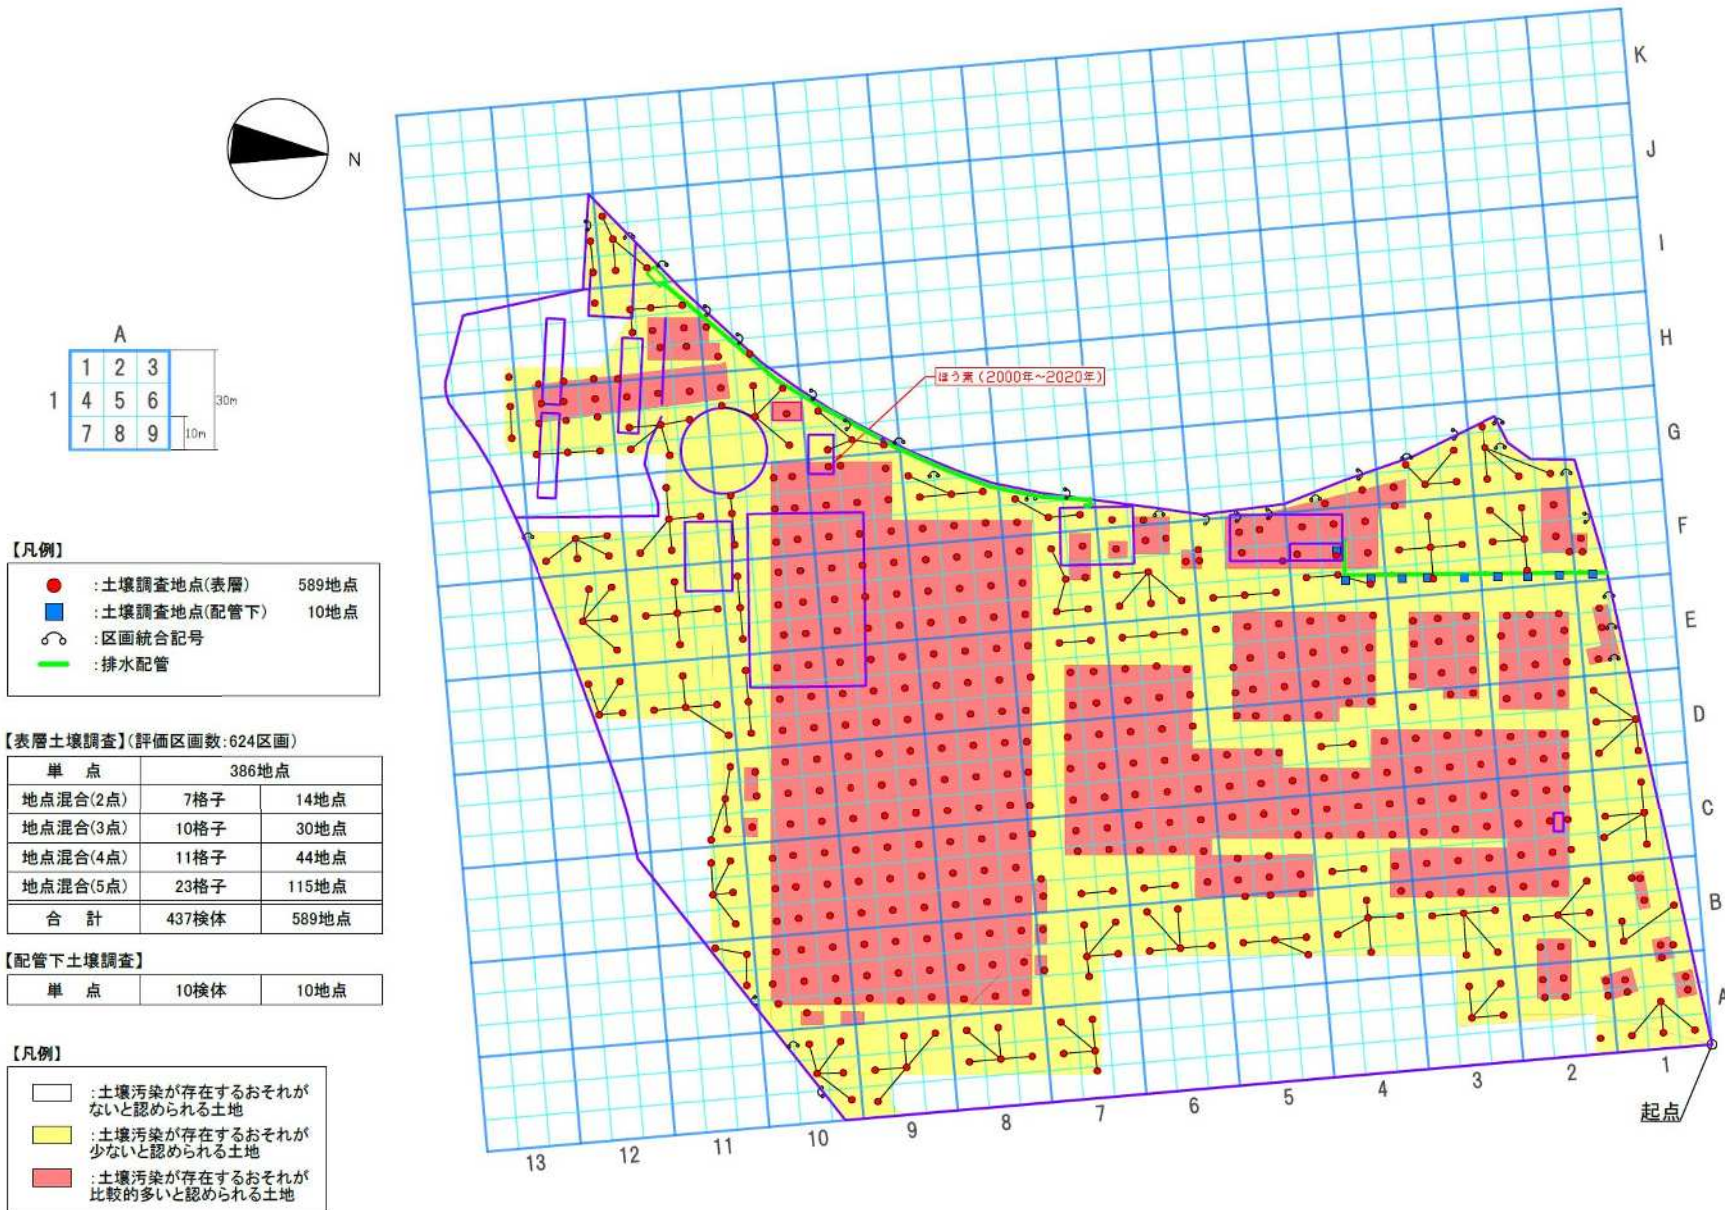 N
A
1 2 3
1 4 5 6
7 8 9
30m
10m
K
J
I
H
G
F
E
D
C
B
A
13 12 11 10 9 8 7 6 5 4 3 2 1
起点
ほう素(2000年~2020年)
【凡例】
:土壌調査地点(表層) 589地点
:土壌調査地点(配管下) 10地点
:区画統合記号
:排水配管
【表層土壌調査】(評価区画数:624区画)
単 点 386地点
地点混合(2点) 7格子 14地点
地点混合(3点) 10格子 30地点
地点混合(4点) 11格子 44地点
地点混合(5点) 23格子 115地点
合 計 437検体 589地点
【配管下土壌調査】
単 点 10検体 10地点
【凡例】
:土壌汚染が存在するおそれが
ないと認められる土地
:土壌汚染が存在するおそれが
少ないと認められる土地
:土壌汚染が存在するおそれが
比較的多いと認められる土地